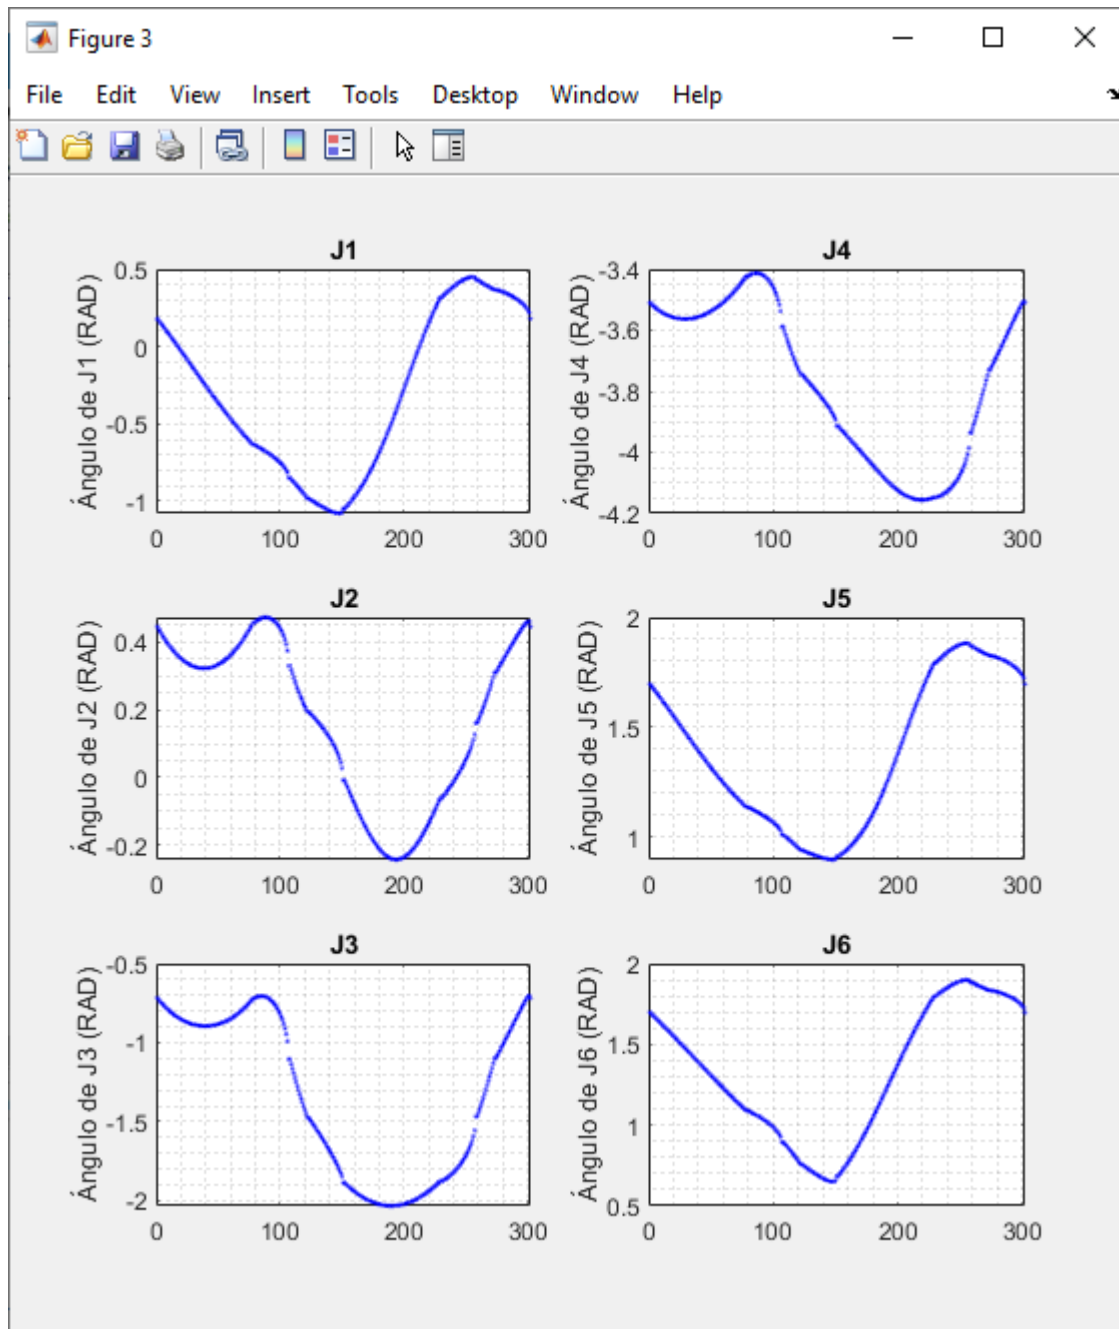 Figure 3
File Edit View Insert Tools Desktop Window Help
J1
Ángulo de J1 (RAD)
0.5
0
-0.5
-1
0 100 200 300
J4
Ángulo de J4 (RAD)
-3.4
-3.6
-3.8
-4
-4.2
0 100 200 300
J2
Ángulo de J2 (RAD)
0.4
0.2
0
-0.2
0 100 200 300
J5
Ángulo de J5 (RAD)
2
1.5
1
0 100 200 300
J3
Ángulo de J3 (RAD)
-0.5
-1
-1.5
-2
0 100 200 300
J6
Ángulo de J6 (RAD)
2
1.5
1
0.5
0 100 200 300